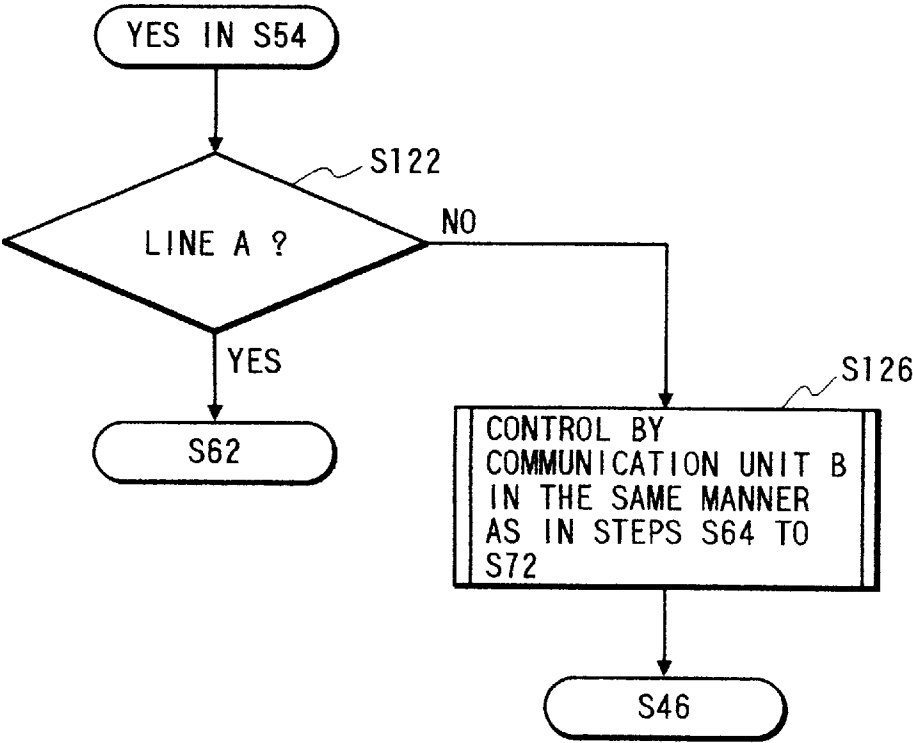 YES IN S54
S122
LINE A ?
NO
YES
S62
S126
CONTROL BY
COMMUNICATION UNIT B
IN THE SAME MANNER
AS IN STEPS S64 TO
S72
S46